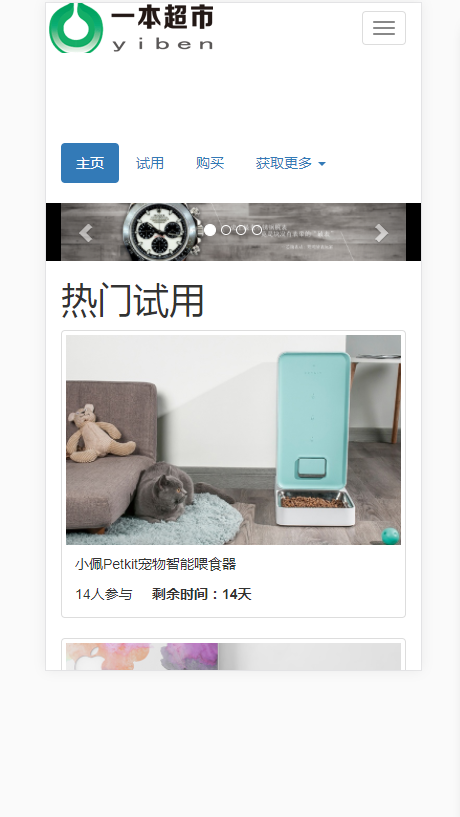 一本超市
yiben
主页 试用 购买 获取更多
热门试用
小佩Petkit宠物智能喂食器
14人参与 剩余时间：14天